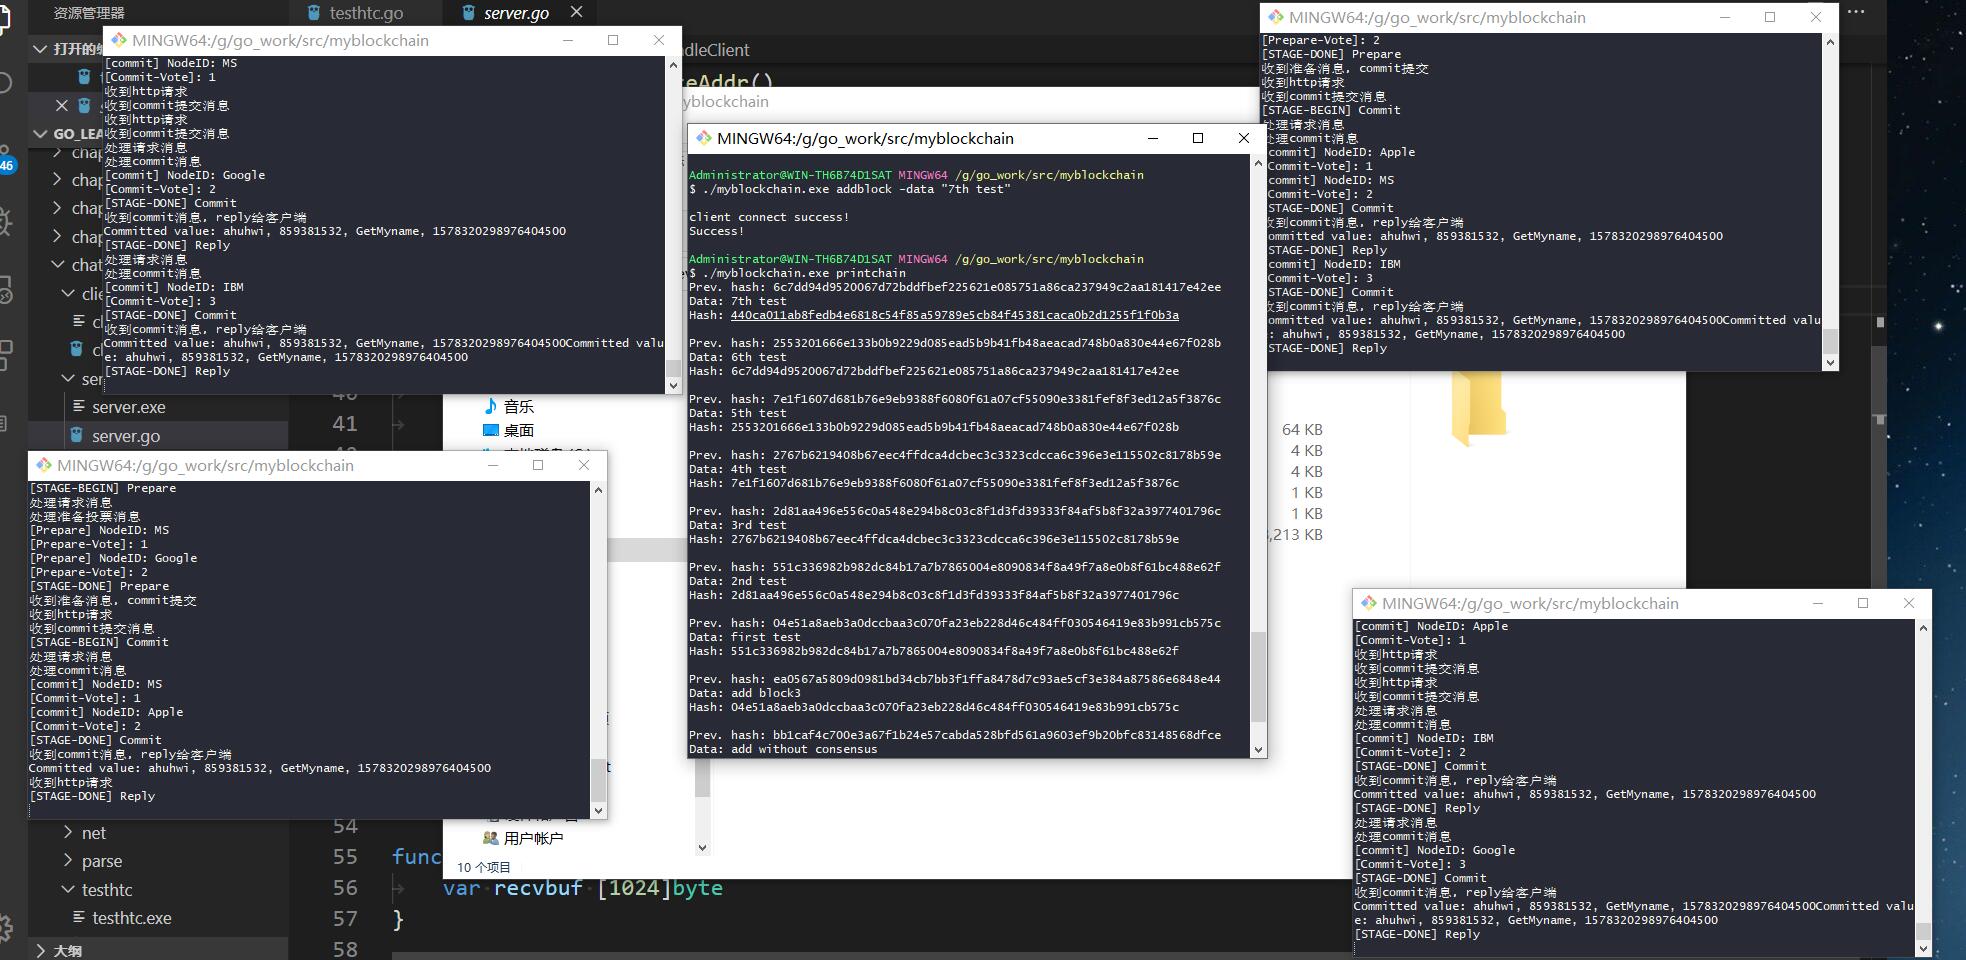 资源管理器
testhtc.go
server.go
打开的编
GO_LEA
46
chat
clie
ser
server.exe
server.go
net
parse
testhtc
testhtc.exe
大纲
ndleClient
teAddr()
yblockchain
MINGW64:/g/go_work/src/myblockchain
[commit] NodeID: MS
[Commit-Vote]: 1
收到http请求
收到commit提交消息
收到http请求
收到commit提交消息
处理请求消息
处理commit消息
[commit] NodeID: Google
[Commit-Vote]: 2
[STAGE-DONE] Commit
收到commit消息, reply给客户端
Committed value: ahuhwi, 859381532, GetMyname, 1578320298976404500
[STAGE-DONE] Reply
处理请求消息
处理commit消息
[commit] NodeID: IBM
[Commit-Vote]: 3
[STAGE-DONE] Commit
收到commit消息, reply给客户端
Committed value: ahuhwi, 859381532, GetMyname, 1578320298976404500Committed valu
e: ahuhwi, 859381532, GetMyname, 1578320298976404500
[STAGE-DONE] Reply
MINGW64:/g/go_work/src/myblockchain
Administrator@WIN-TH6B74D1SAT MINGW64 /g/go_work/src/myblockchain
$ ./myblockchain.exe addblock -data "7th test"
client connect success!
Success!
Administrator@WIN-TH6B74D1SAT MINGW64 /g/go_work/src/myblockchain
$ ./myblockchain.exe printchain
Prev. hash: 6c7dd94d9520067d72bddfbef225621e085751a86ca237949c2aa181417e42ee
Data: 7th test
Hash: 440ca011ab8fedb4e6818c54f85a59789e5cb84f45381caca0b2d1255f1f0b3a
Prev. hash: 2553201666e133b0b9229d085ead5b9b41fb48aeacad748b0a830e44e67f028b
Data: 6th test
Hash: 6c7dd94d9520067d72bddfbef225621e085751a86ca237949c2aa181417e42ee
Prev. hash: 7e1f1607d681b76e9eb9388f6080f61a07cf55090e3381fef8f3ed12a5f3876c
Data: 5th test
Hash: 2553201666e133b0b9229d085ead5b9b41fb48aeacad748b0a830e44e67f028b
Prev. hash: 2767b6219408b67eec4ffdca4dcbec3c3323cdcca6c396e3e115502c8178b59e
Data: 4th test
Hash: 7e1f1607d681b76e9eb9388f6080f61a07cf55090e3381fef8f3ed12a5f3876c
Prev. hash: 2d81aa496e556c0a548e294b8c03c8f1d3fd39333f84af5b8f32a3977401796c
Data: 3rd test
Hash: 2767b6219408b67eec4ffdca4dcbec3c3323cdcca6c396e3e115502c8178b59e
Prev. hash: 551c336982b982dc84b17a7b7865004e8090834f8a49f7a8e0b8f61bc488e62f
Data: 2nd test
Hash: 2d81aa496e556c0a548e294b8c03c8f1d3fd39333f84af5b8f32a3977401796c
Prev. hash: 04e51a8aeb3a0dccbaa3c070fa23eb228d46c484ff030546419e83b991cb575c
Data: first test
Hash: 551c336982b982dc84b17a7b7865004e8090834f8a49f7a8e0b8f61bc488e62f
Prev. hash: ea0567a5809d0981bd34cb7bb3f1ffa8478d7c93ae5cf3e384a87586e6848e44
Data: add block3
Hash: 04e51a8aeb3a0dccbaa3c070fa23eb228d46c484ff030546419e83b991cb575c
Prev. hash: bb1caf4c700e3a67f1b24e57cabda528bfd561a9603ef9b20bfc83148568dfce
Data: add without consensus
MINGW64:/g/go_work/src/myblockchain
[Prepare-Vote]: 2
[STAGE-DONE] Prepare
收到准备消息, commit提交
收到http请求
收到commit提交消息
[STAGE-BEGIN] Commit
处理请求消息
处理commit消息
[commit] NodeID: Apple
[Commit-Vote]: 1
[commit] NodeID: MS
[Commit-Vote]: 2
[STAGE-DONE] Commit
收到commit消息, reply给客户端
Committed value: ahuhwi, 859381532, GetMyname, 1578320298976404500
[STAGE-DONE] Reply
[commit] NodeID: IBM
[Commit-Vote]: 3
[STAGE-DONE] Commit
收到commit消息, reply给客户端
Committed value: ahuhwi, 859381532, GetMyname, 1578320298976404500Committed valu
e: ahuhwi, 859381532, GetMyname, 1578320298976404500
[STAGE-DONE] Reply
41
音乐
桌面
64 KB
4 KB
4 KB
1 KB
1 KB
,213 KB
用户帐户
10 个项目
MINGW64:/g/go_work/src/myblockchain
[STAGE-BEGIN] Prepare
处理请求消息
处理准备投票消息
[Prepare] NodeID: MS
[Prepare-Vote]: 1
[Prepare] NodeID: Google
[Prepare-Vote]: 2
[STAGE-DONE] Prepare
收到准备消息, commit提交
收到http请求
收到commit提交消息
[STAGE-BEGIN] Commit
处理请求消息
处理commit消息
[commit] NodeID: MS
[Commit-Vote]: 1
[commit] NodeID: Apple
[Commit-Vote]: 2
[STAGE-DONE] Commit
收到commit消息, reply给客户端
Committed value: ahuhwi, 859381532, GetMyname, 1578320298976404500
收到http请求
[STAGE-DONE] Reply
MINGW64:/g/go_work/src/myblockchain
[commit] NodeID: Apple
[Commit-Vote]: 1
收到http请求
收到commit提交消息
收到http请求
收到commit提交消息
处理请求消息
处理commit消息
[commit] NodeID: IBM
[Commit-Vote]: 2
[STAGE-DONE] Commit
收到commit消息, reply给客户端
Committed value: ahuhwi, 859381532, GetMyname, 1578320298976404500
[STAGE-DONE] Reply
处理请求消息
处理commit消息
[commit] NodeID: Google
[Commit-Vote]: 3
[STAGE-DONE] Commit
收到commit消息, reply给客户端
Committed value: ahuhwi, 859381532, GetMyname, 1578320298976404500Committed valu
e: ahuhwi, 859381532, GetMyname, 1578320298976404500
[STAGE-DONE] Reply
54
55 func
56 var recvbuf [1024]byte
57 }
58